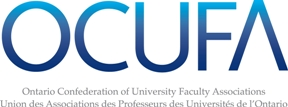 OCUFA
Ontario Confederation of University Faculty Associations
Union des Associations des Professeurs des Universités de l'Ontario